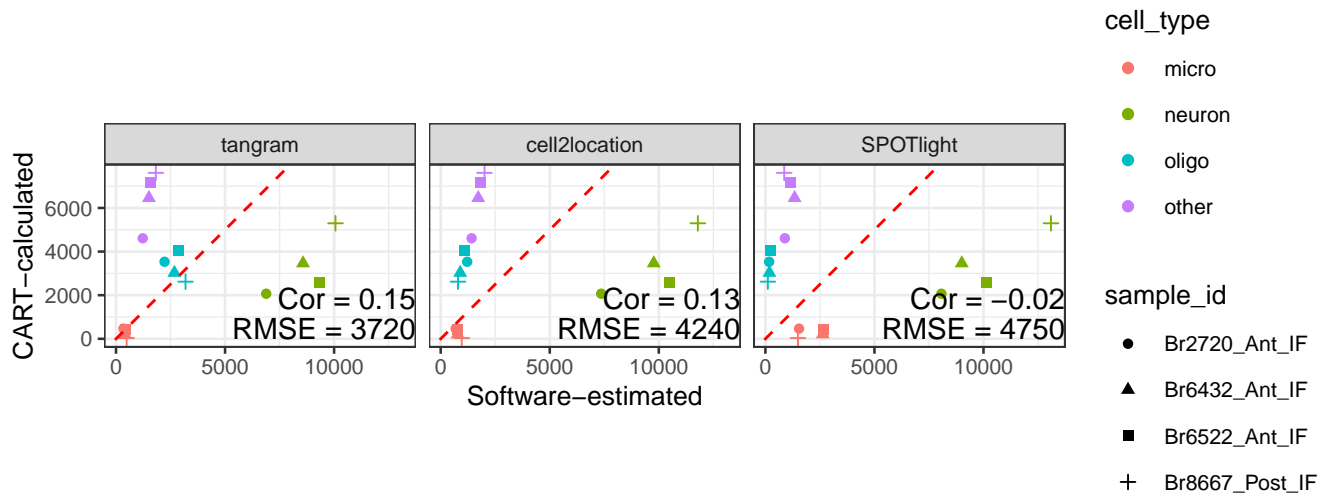 tangram
cell2location
SPOTlight
CART−calculated
6000
4000
2000
0
Cor = 0.15
RMSE = 3720
Cor = 0.13
RMSE = 4240
Cor = −0.02
RMSE = 4750
0 5000 10000
0 5000 10000
0 5000 10000
Software−estimated
cell_type
micro
neuron
oligo
other
sample_id
Br2720_Ant_IF
Br6432_Ant_IF
Br6522_Ant_IF
Br8667_Post_IF